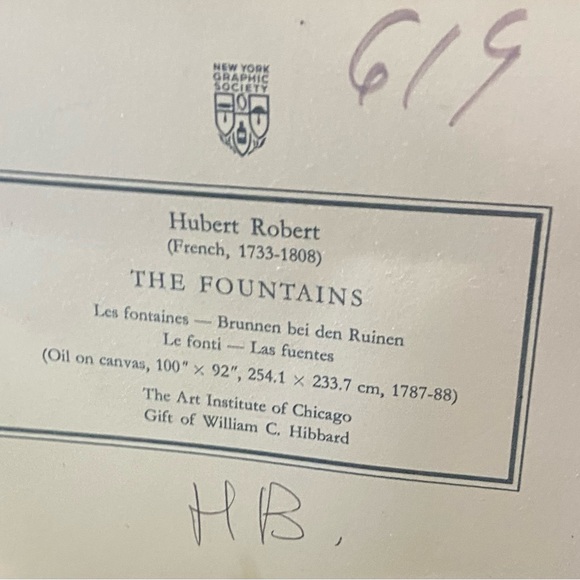 619
NEW YORK
GRAPHIC
SOCIETY
Hubert Robert
(French, 1733-1808)
THE FOUNTAINS
Les fontaines — Brunnen bei den Ruinen
Le fonti — Las fuentes
(Oil on canvas, 100″ × 92″, 254.1 × 233.7 cm, 1787-88)
The Art Institute of Chicago
Gift of William C. Hibbard
HB,